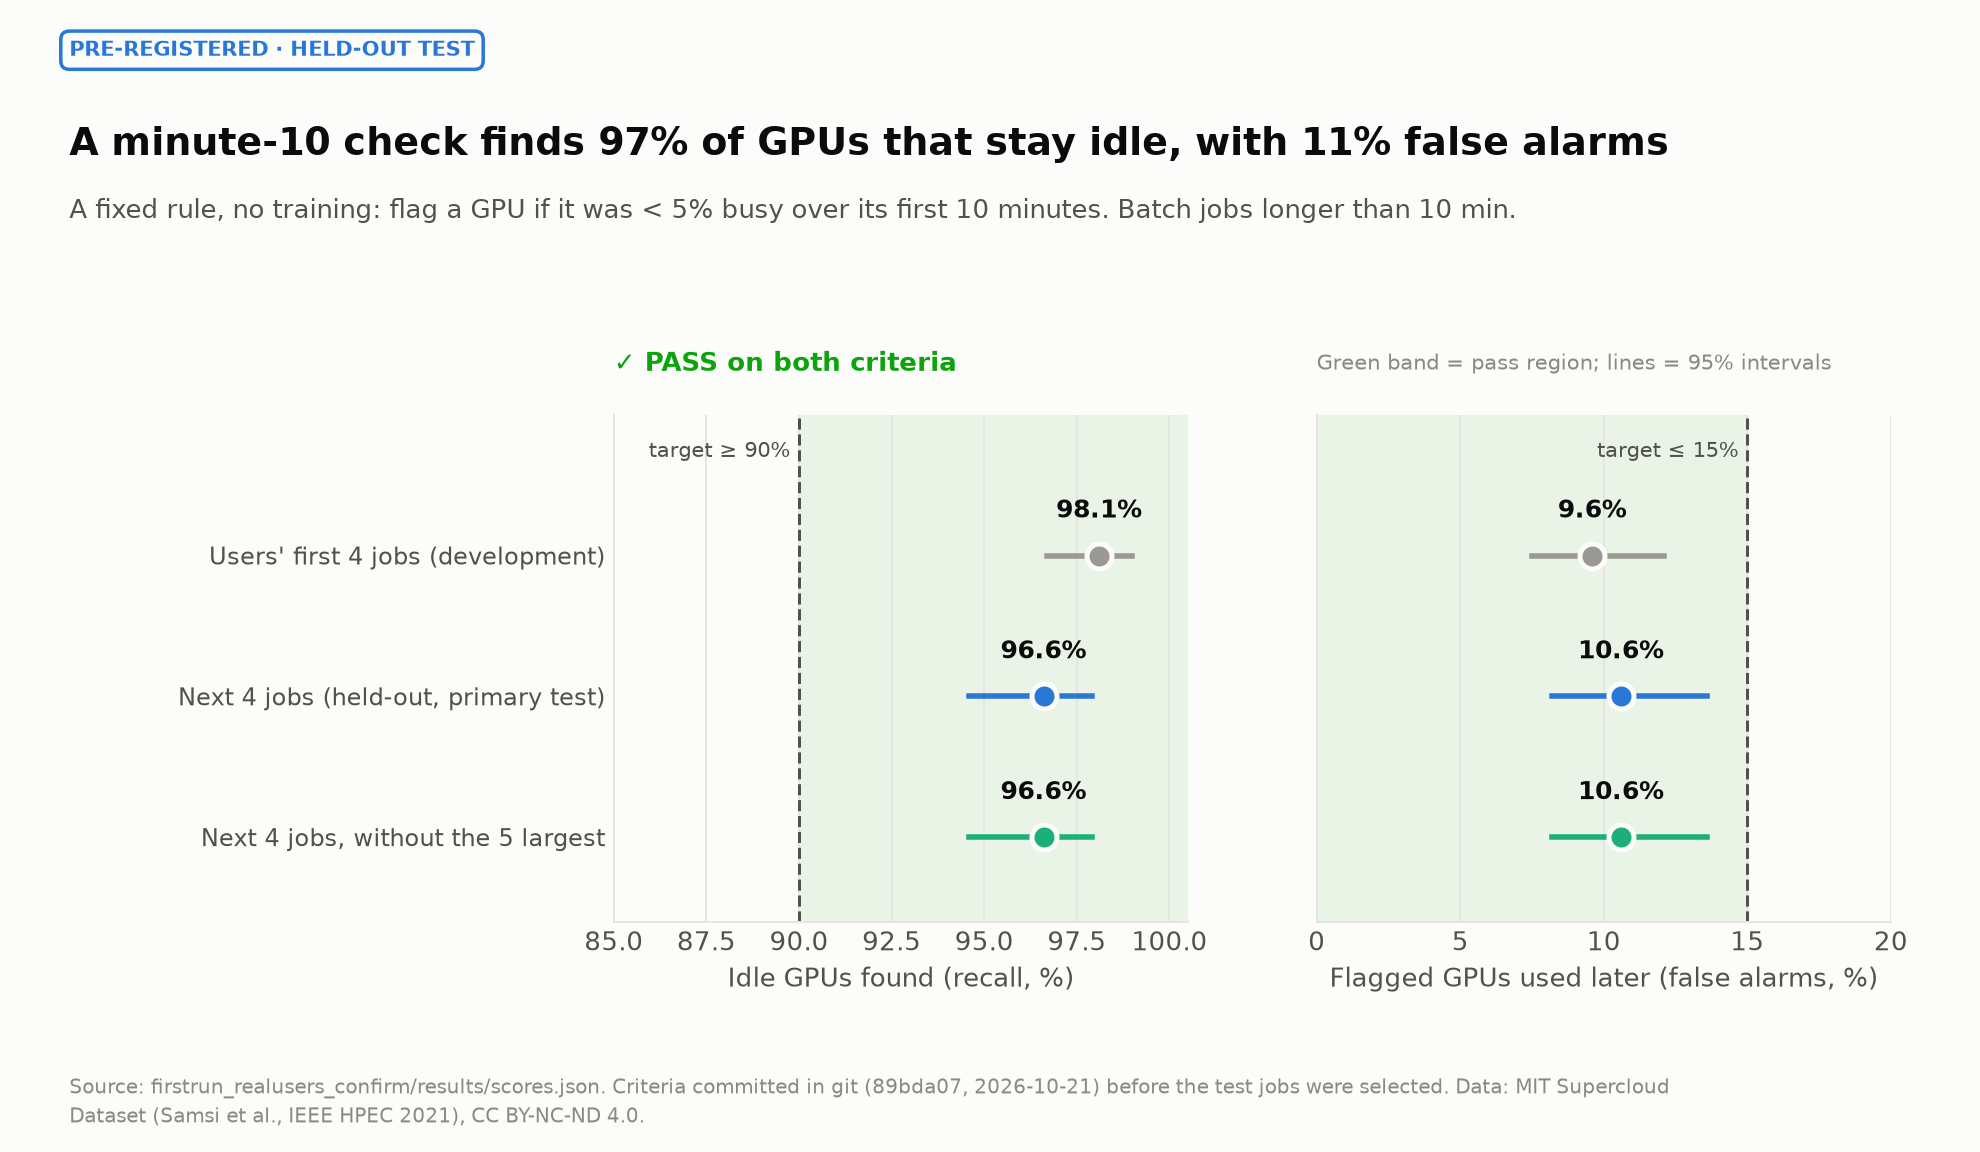 PRE-REGISTERED · HELD-OUT TEST
A minute-10 check finds 97% of GPUs that stay idle, with 11% false alarms
A fixed rule, no training: flag a GPU if it was < 5% busy over its first 10 minutes. Batch jobs longer than 10 min.
✓ PASS on both criteria
Green band = pass region; lines = 95% intervals
target ≥ 90%
target ≤ 15%
98.1%
9.6%
Users' first 4 jobs (development)
96.6%
10.6%
Next 4 jobs (held-out, primary test)
96.6%
10.6%
Next 4 jobs, without the 5 largest
85.0 87.5 90.0 92.5 95.0 97.5 100.0
0 5 10 15 20
Idle GPUs found (recall, %)
Flagged GPUs used later (false alarms, %)
Source: firstrun_realusers_confirm/results/scores.json. Criteria committed in git (89bda07, 2026-10-21) before the test jobs were selected. Data: MIT Supercloud
Dataset (Samsi et al., IEEE HPEC 2021), CC BY-NC-ND 4.0.